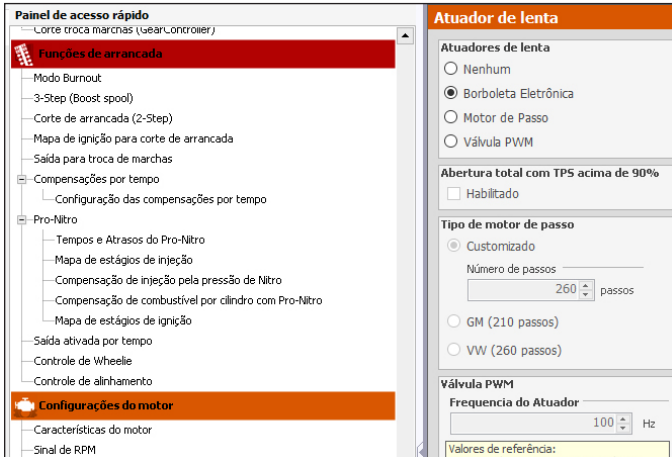 Painel de acesso rápido
Corte troca marchas (GearController)
Funções de arrancada
Modo Burnout
3-Step (Boost spool)
Corte de arrancada (2-Step)
Mapa de ignição para corte de arrancada
Saída para troca de marchas
Compensações por tempo
Configuração das compensações por tempo
Pro-Nitro
Tempos e Atrasos do Pro-Nitro
Mapa de estágios de injeção
Compensação de injeção pela pressão de Nitro
Compensação de combustível por cilindro com Pro-Nitro
Mapa de estágios de ignição
Saída ativada por tempo
Controle de Wheelie
Controle de alinhamento
Configurações do motor
Características do motor
Sinal de RPM
Atuador de lenta
Atuadores de lenta
Nenhum
Borboleta Eletrônica
Motor de Passo
Válvula PWM
Abertura total com TPS acima de 90%
Habilitado
Tipo de motor de passo
Customizado
Número de passos
260 passos
GM (210 passos)
VW (260 passos)
Válvula PWM
Frequencia do Atuador
100 Hz
Valores de referência: